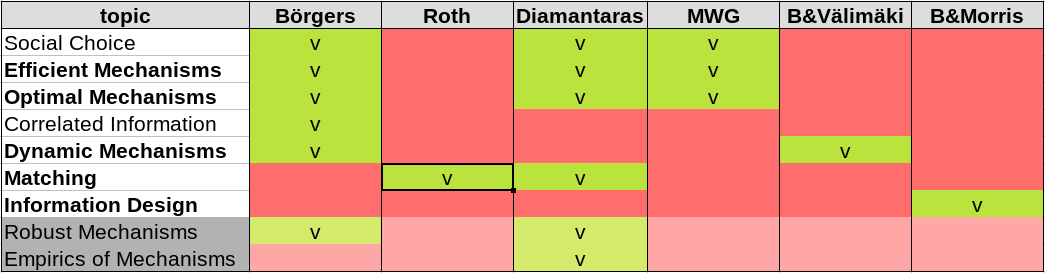 topic Börgers Roth Diamantaras MWG B&Välimäki B&Morris
Social Choice v v v
Efficient Mechanisms v v v
Optimal Mechanisms v v v
Correlated Information v
Dynamic Mechanisms v v
Matching v v
Information Design v
Robust Mechanisms v v
Empirics of Mechanisms v